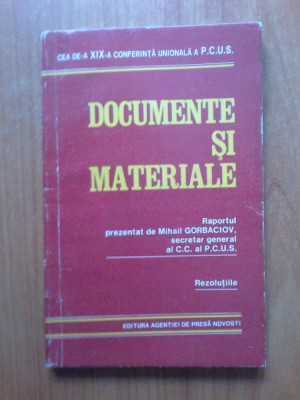 CEA DE-A XIX-A CONFERINȚĂ UNIONALĂ A P.C.U.S.
DOCUMENTE
ȘI
MATERIALE
Raportul
prezentat de Mihail GORBACIOV,
secretar general
al C.C. al P.C.U.S.
Rezoluțiile
EDITURA AGENȚIEI DE PRESĂ NOVOSTI